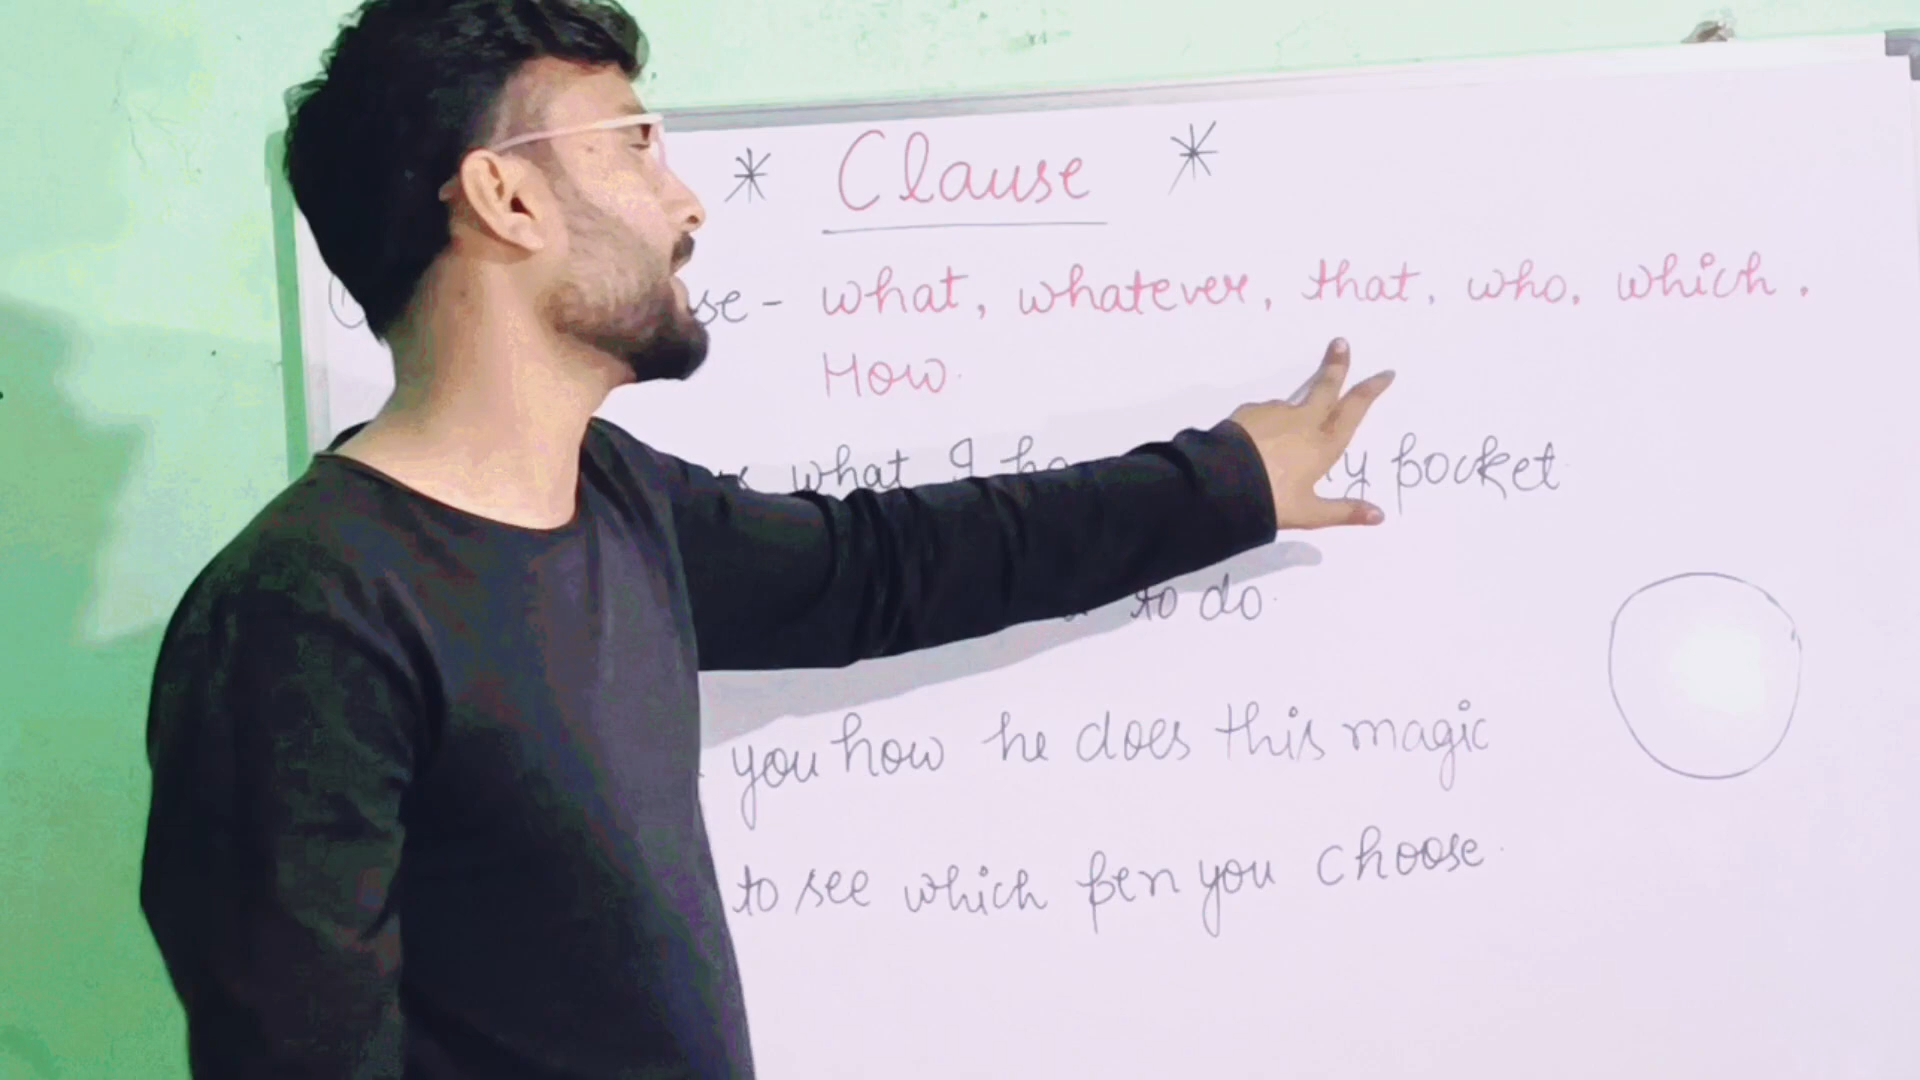 * Clause *
se - what, whatever, that, who, which.
How.
what I y pocket
to do.
you how he does this magic
to see which pen you choose.